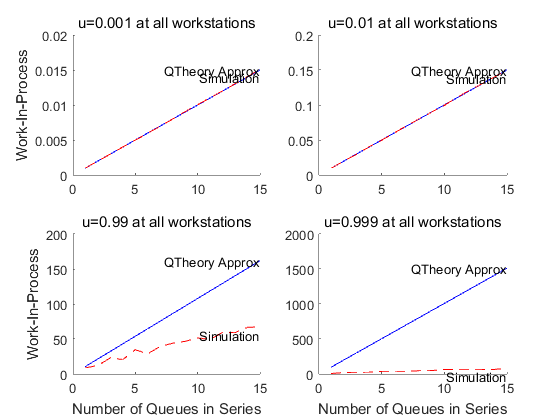 u=0.001 at all workstations
u=0.01 at all workstations
0.02
0.015
0.01
0.005
0
Work-In-Process
QTheory Approx
Simulation
0
5
10
15
0.2
0.15
0.1
0.05
0
QTheory Approx
Simulation
0
5
10
15
u=0.99 at all workstations
u=0.999 at all workstations
200
150
100
50
0
Work-In-Process
QTheory Approx
Simulation
0
5
10
15
Number of Queues in Series
2000
1500
1000
500
0
QTheory Approx
Simulation
0
5
10
15
Number of Queues in Series